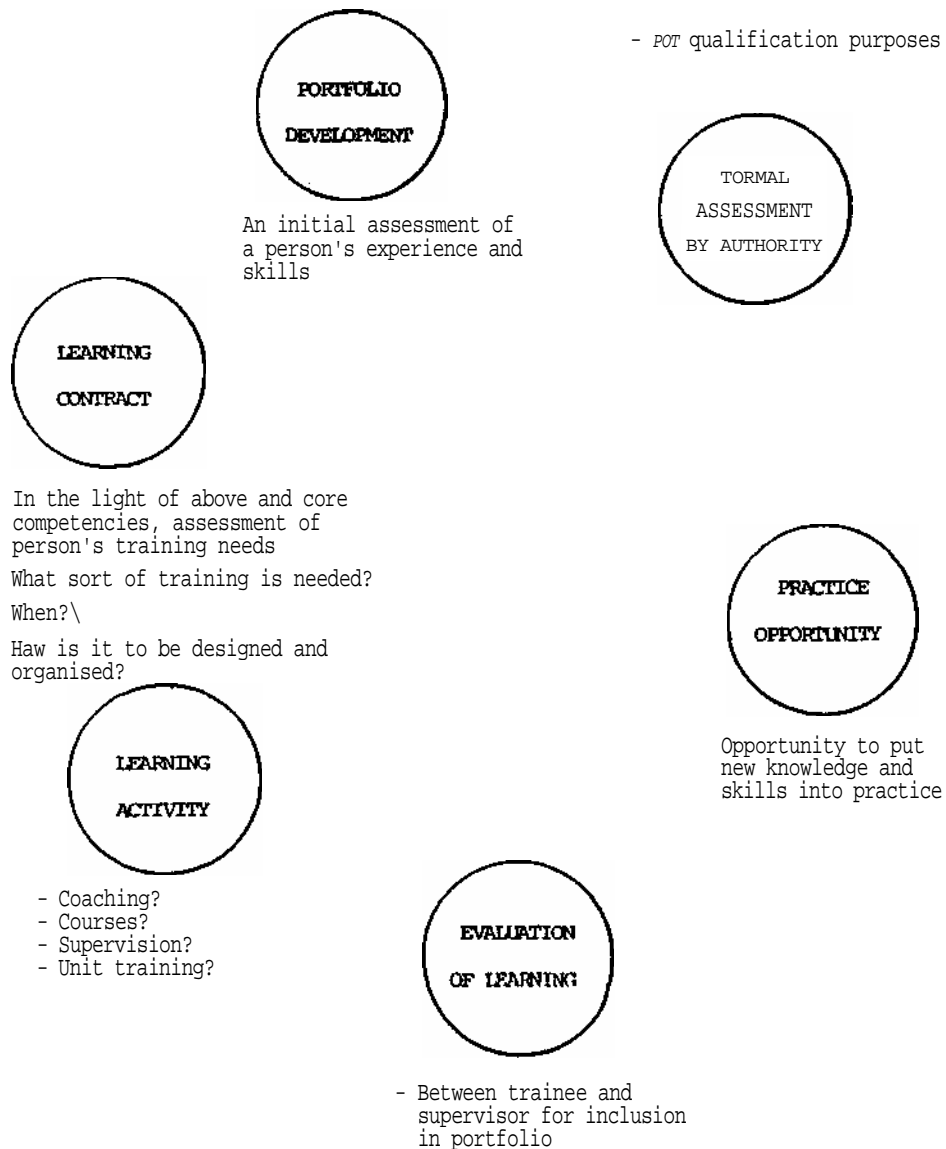 PORTFOLIO
DEVELOPMENT
An initial assessment of
a person's experience and
skills
- POT qualification purposes
TORMAL
ASSESSMENT
BY AUTHORITY
LEARNING
CONTRACT
In the light of above and core
competencies, assessment of
person's training needs
What sort of training is needed?
When?\
Haw is it to be designed and
organised?
LEARNING
ACTIVITY
- Coaching?
- Courses?
- Supervision?
- Unit training?
EVALUATION
OF LEARNING
- Between trainee and
supervisor for inclusion
in portfolio
PRACTICE
OPPORTUNITY
Opportunity to put
new knowledge and
skills into practice